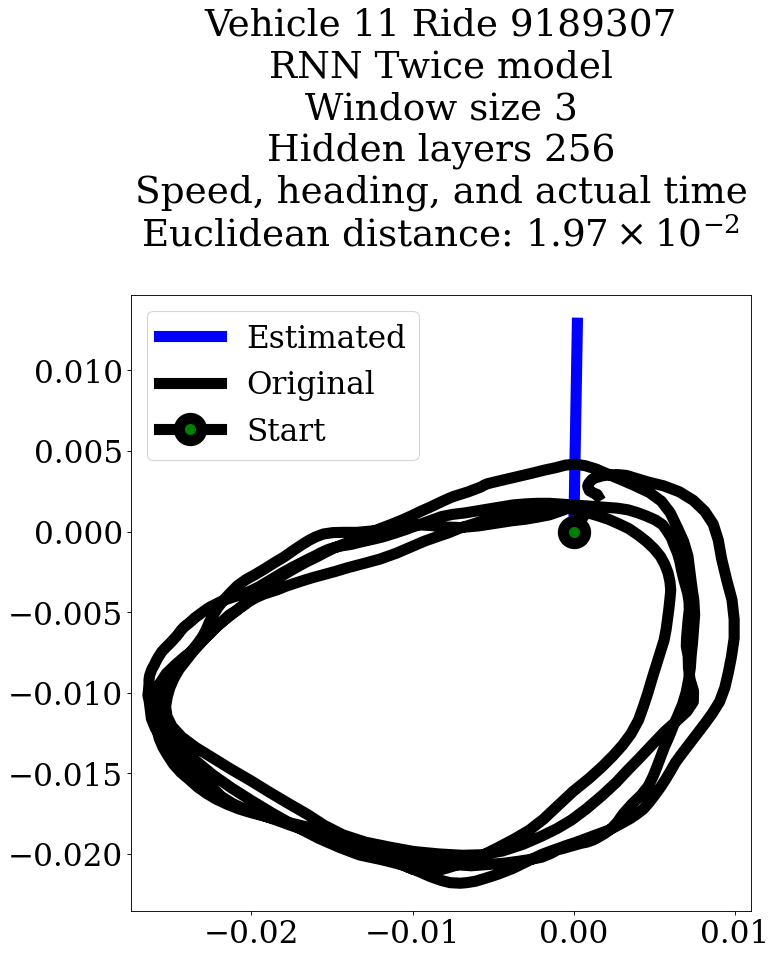 Vehicle 11 Ride 9189307
RNN Twice model
Window size 3
Hidden layers 256
Speed, heading, and actual time
Euclidean distance: 1.97 × 10⁻²
Estimated
Original
Start
0.010
0.005
0.000
−0.005
−0.010
−0.015
−0.020
−0.02 −0.01 0.00 0.01